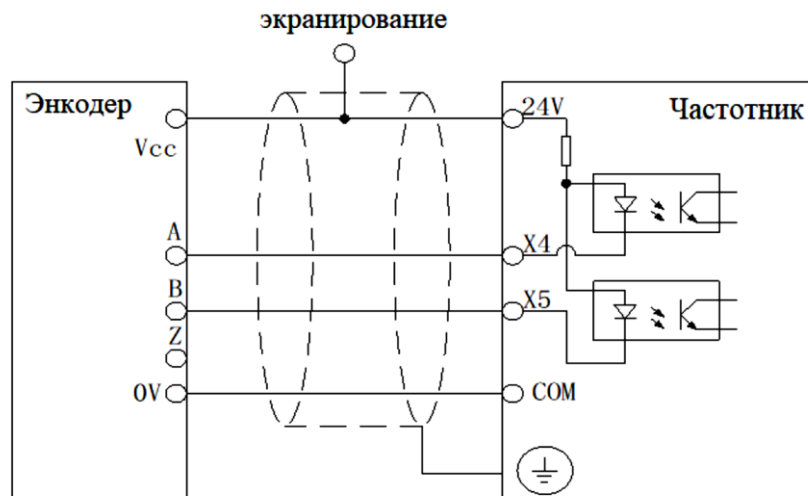 экранирование
Энкодер
Частотник
24V
Vcc
A
X4
B
X5
Z
0V
COM